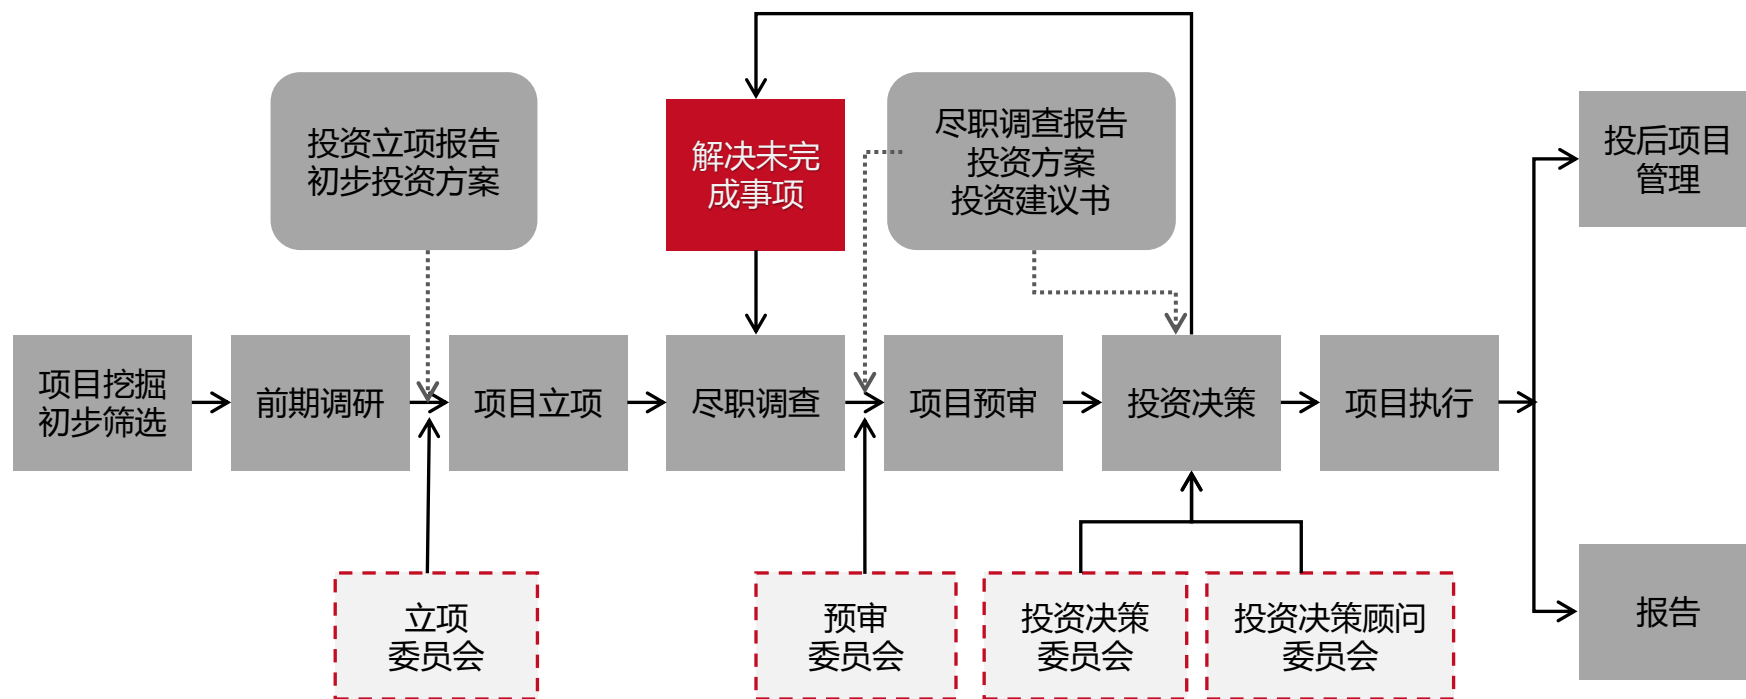 投资立项报告
初步投资方案
解决未完
成事项
尽职调查报告
投资方案
投资建议书
投后项目
管理
项目挖掘
初步筛选
前期调研
项目立项
尽职调查
项目预审
投资决策
项目执行
立项
委员会
预审
委员会
投资决策
委员会
投资决策顾问
委员会
报告